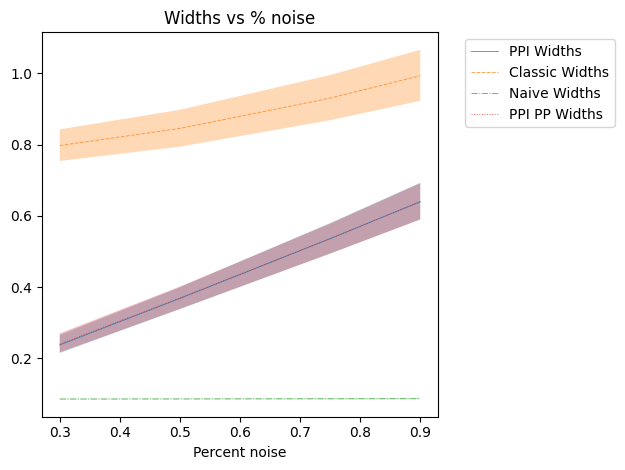 Widths vs % noise
PPI Widths
Classic Widths
Naive Widths
PPI PP Widths
1.0
0.8
0.6
0.4
0.2
0.3 0.4 0.5 0.6 0.7 0.8 0.9
Percent noise